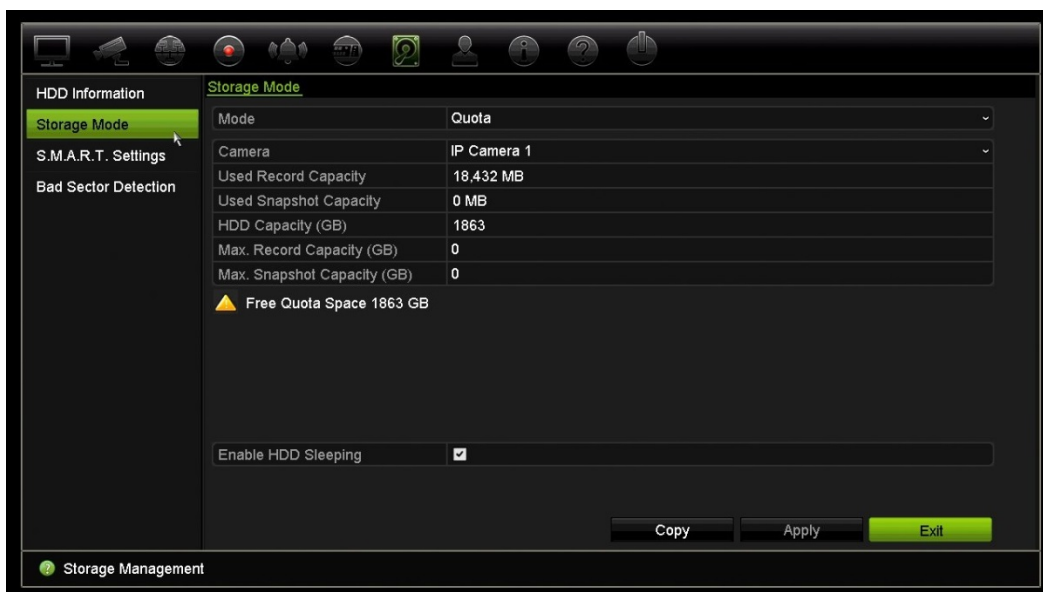 HDD Information
Storage Mode
S.M.A.R.T. Settings
Bad Sector Detection
Storage Mode
Mode Quota
Camera IP Camera 1
Used Record Capacity 18,432 MB
Used Snapshot Capacity 0 MB
HDD Capacity (GB) 1863
Max. Record Capacity (GB) 0
Max. Snapshot Capacity (GB) 0
Free Quota Space 1863 GB
Enable HDD Sleeping
Copy Apply Exit
Storage Management